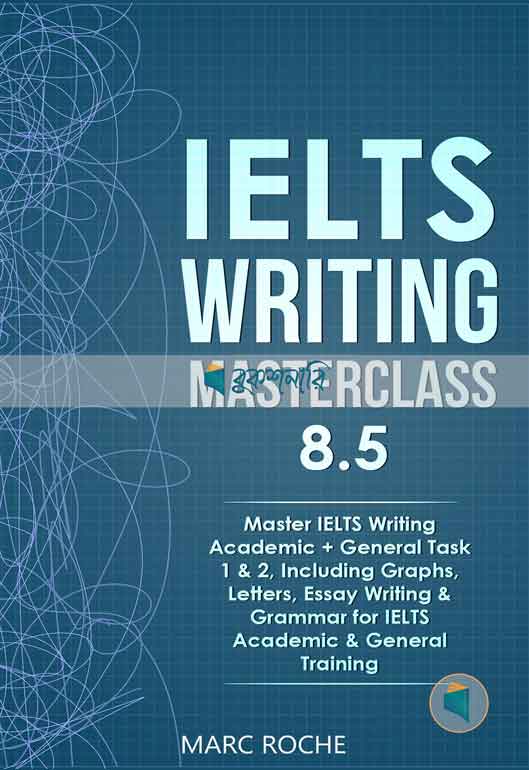 IELTS
WRITING
বুকশনারি
MASTERCLASS
8.5
Master IELTS Writing
Academic + General Task
1 & 2, Including Graphs,
Letters, Essay Writing &
Grammar for IELTS
Academic & General
Training
MARC ROCHE